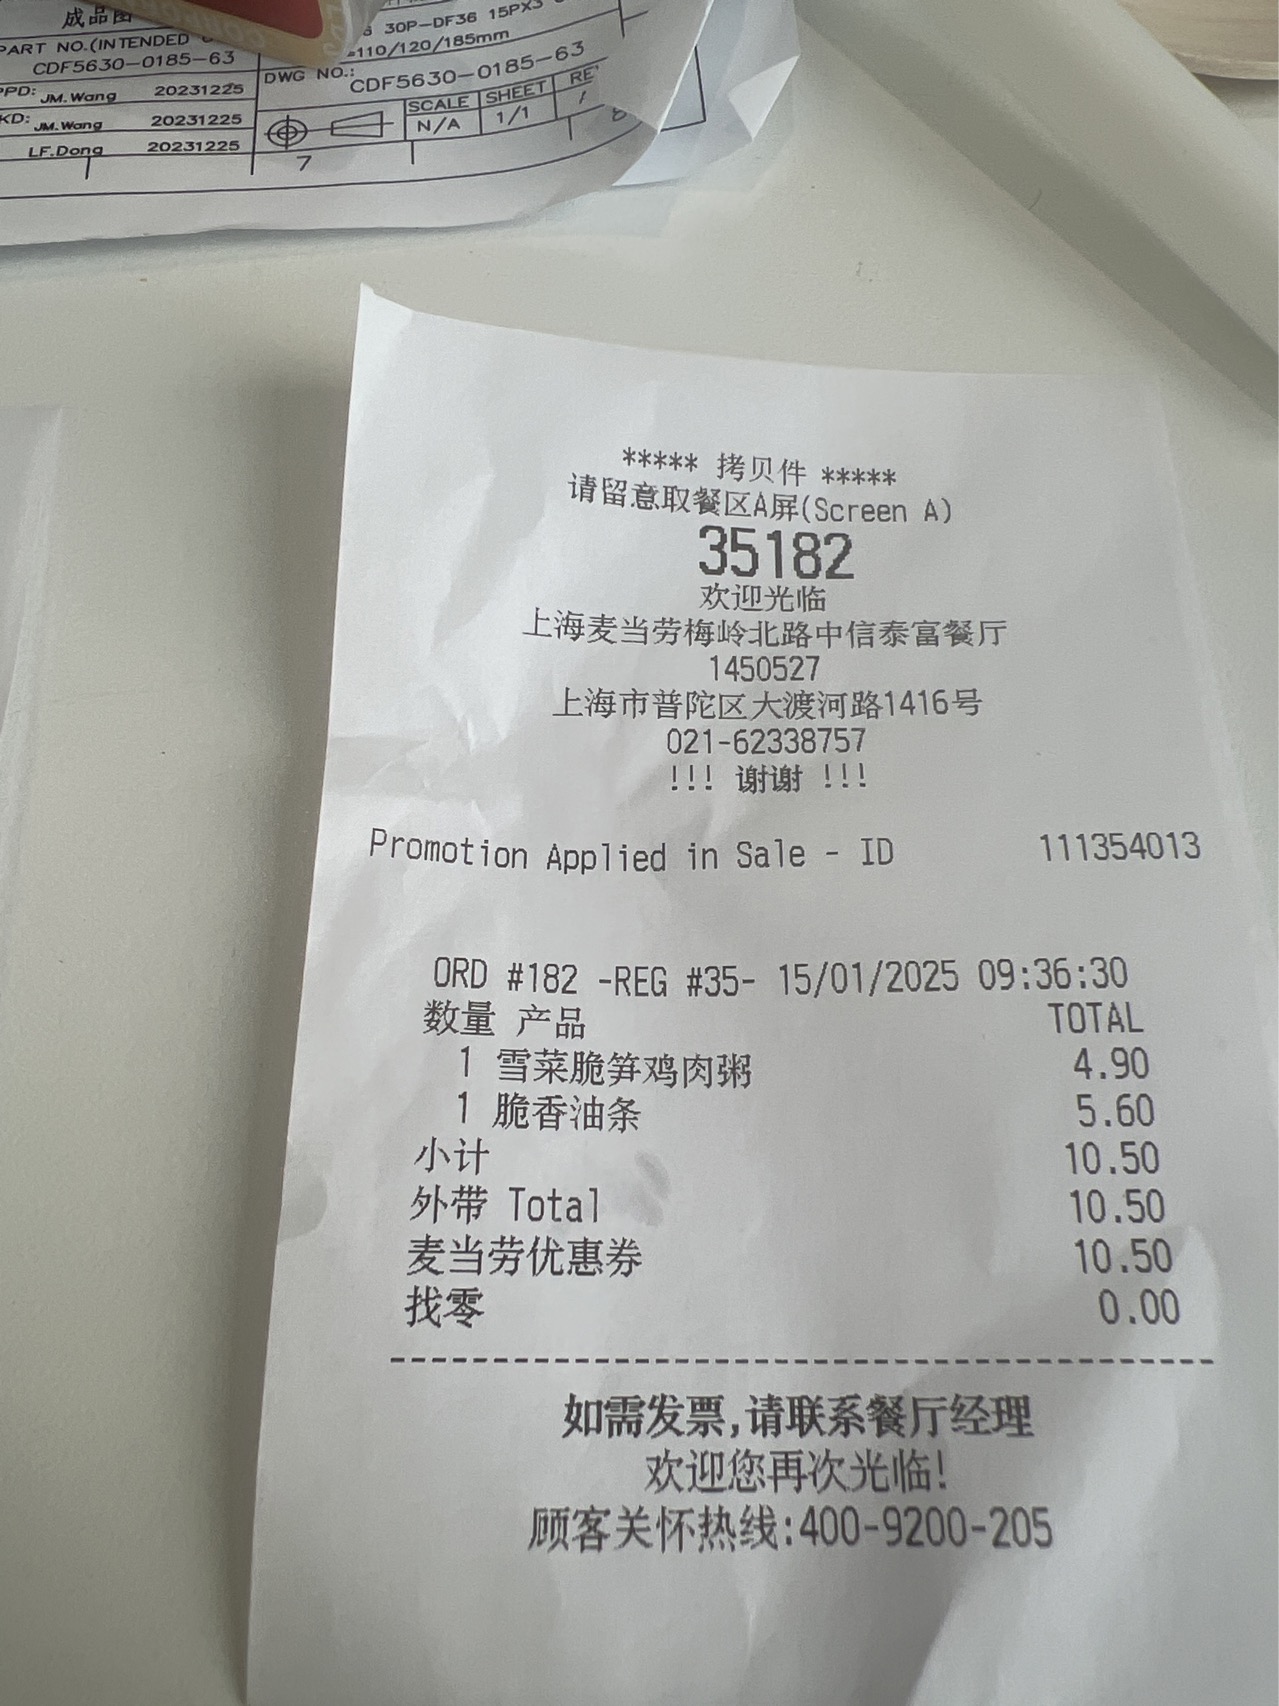 成品图
PART NO.(INTENDED
CDF5630-0185-63
PPD: JM.Wang 20231225
KD: JM.Wang 20231225
LF.Dong 20231225
30P-DF36 15PX3
=110/120/185mm
DWG NO.:
CDF5630-0185-63
SCALE SHEET RE
N/A 1/1 /
7
***** 拷贝件 *****
请留意取餐区A屏(Screen A)
35182
欢迎光临
上海麦当劳梅岭北路中信泰富餐厅
1450527
上海市普陀区大渡河路1416号
021-62338757
!!! 谢谢 !!!
Promotion Applied in Sale - ID 111354013
ORD #182 -REG #35- 15/01/2025 09:36:30
数量 产品 TOTAL
1 雪菜脆笋鸡肉粥 4.90
1 脆香油条 5.60
小计 10.50
外带 Total 10.50
麦当劳优惠券 10.50
找零 0.00
如需发票,请联系餐厅经理
欢迎您再次光临!
顾客关怀热线:400-9200-205